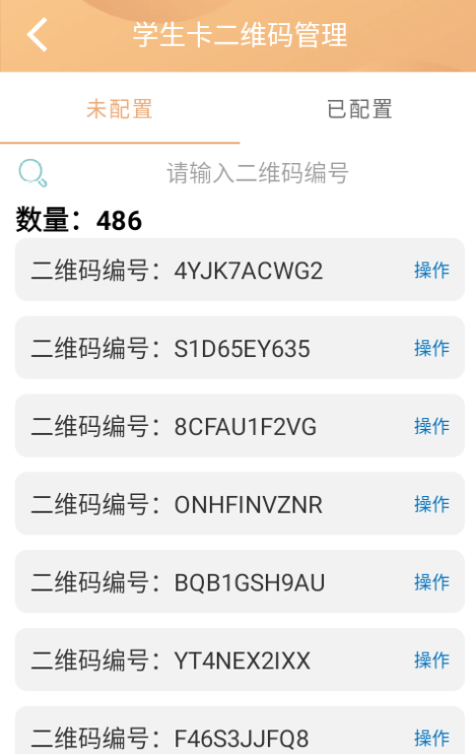 学生卡二维码管理
未配置 已配置
请输入二维码编号
数量：486
二维码编号：4YJK7ACWG2 操作
二维码编号：S1D65EY635 操作
二维码编号：8CFAU1F2VG 操作
二维码编号：ONHFINVZNR 操作
二维码编号：BQB1GSH9AU 操作
二维码编号：YT4NEX2IXX 操作
二维码编号：F46S3JJFQ8 操作